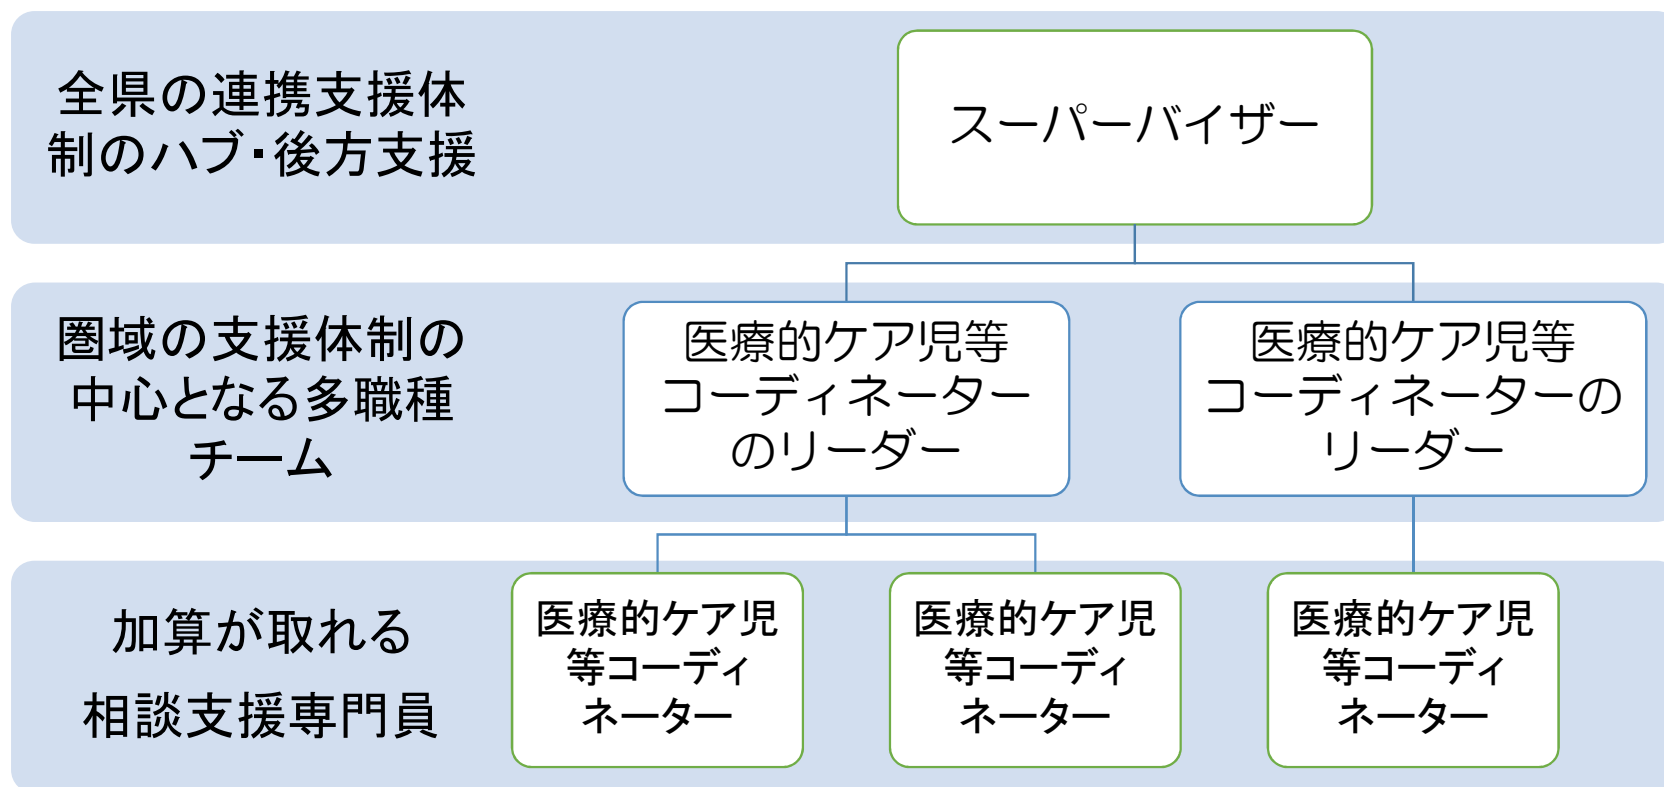 全県の連携支援体
制のハブ・後方支援
スーパーバイザー
圏域の支援体制の
中心となる多職種
チーム
医療的ケア児等
コーディネーター
のリーダー
医療的ケア児等
コーディネーターの
リーダー
加算が取れる
相談支援専門員
医療的ケア児
等コーディ
ネーター
医療的ケア児
等コーディ
ネーター
医療的ケア児
等コーディ
ネーター